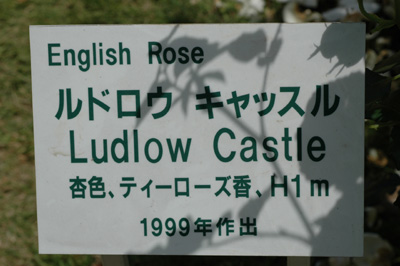 English Rose
ルドロウ キャッスル
Ludlow Castle
杏色、ティーローズ香、H1m
1999年作出